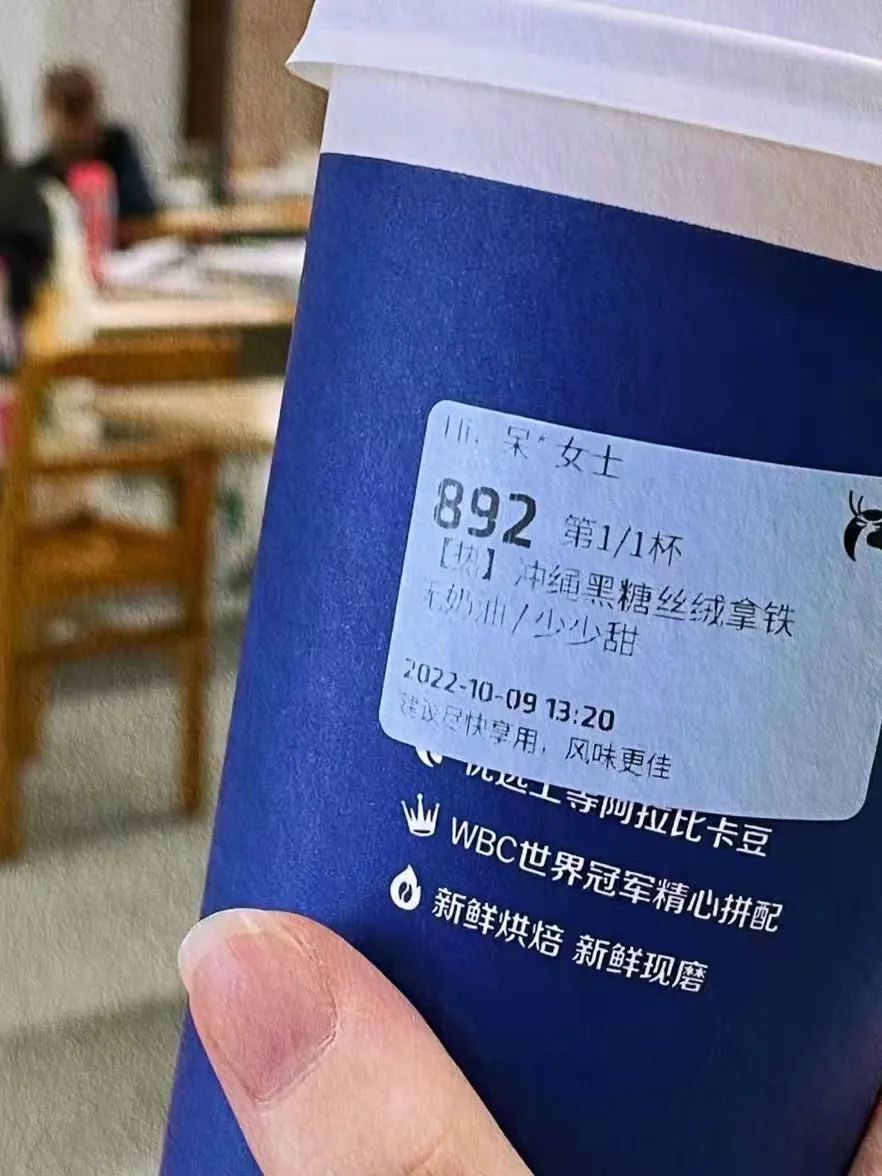 Hi, 呆*女士
892 第1/1杯
【热】冲绳黑糖丝绒拿铁
无奶油/少少甜
2022-10-09 13:20
建议尽快享用，风味更佳
优选上等阿拉比卡豆
WBC世界冠军精心拼配
新鲜烘焙 新鲜现磨